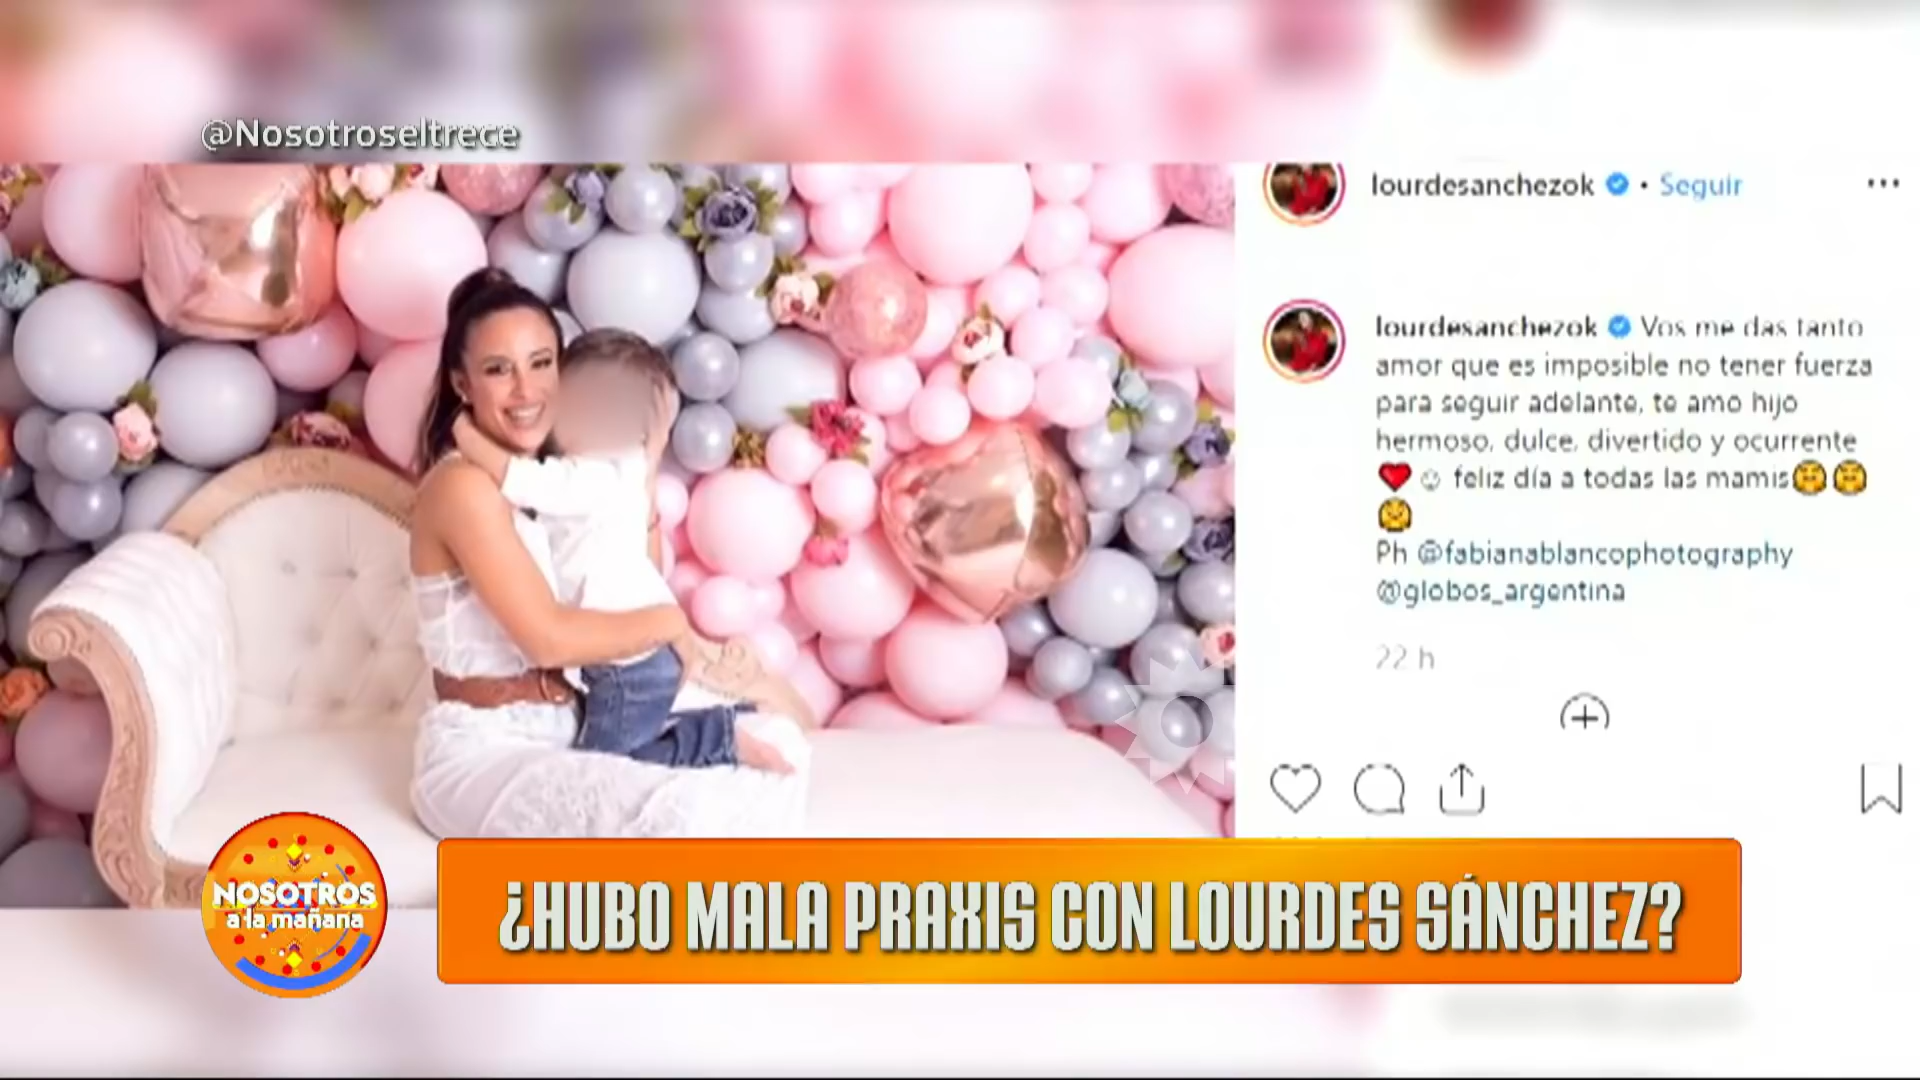 @Nosotroseltrece
lourdesanchezok • Seguir
lourdesanchezok Vos me das tanto
amor que es imposible no tener fuerza
para seguir adelante, te amo hijo
hermoso, dulce, divertido y ocurrente
feliz día a todas las mamis
Ph @fabianablancophotography
@globos_argentina
22 h
NOSOTROS
a la mañana
¿HUBO MALA PRAXIS CON LOURDES SÁNCHEZ?